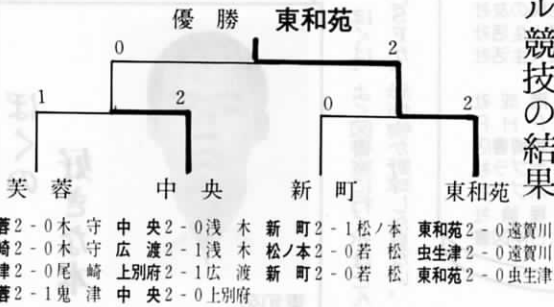 優勝 東和苑
ル競技の結果
0 2
1 2 0 2
芙蓉 中央 新町 東和苑
蓉2-0木守 中央2-0浅木 新町2-1松ノ本 東和苑2-0遠賀川
崎2-0木守 広渡2-1浅木 松ノ本2-0若松 虫生津2-0遠賀川
津2-0尾崎 上別府2-1広渡 新町2-0若松 東和苑2-0虫生津
蓉2-1鬼津 中央2-0上別府